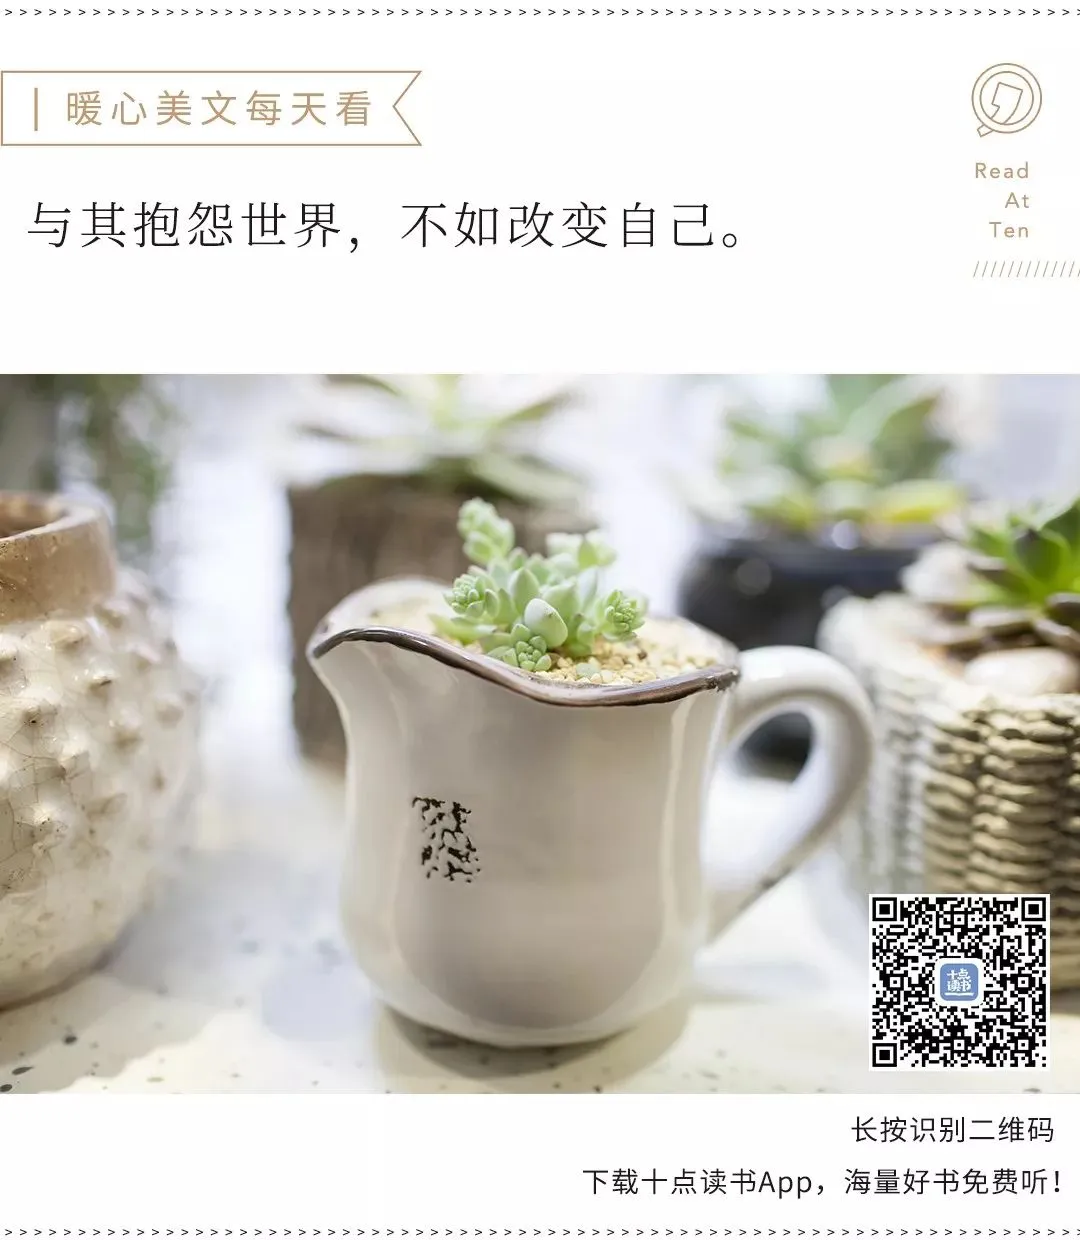 暖心美文每天看
与其抱怨世界，不如改变自己。
Read
At
Ten
十点
读书
长按识别二维码
下载十点读书App，海量好书免费听！